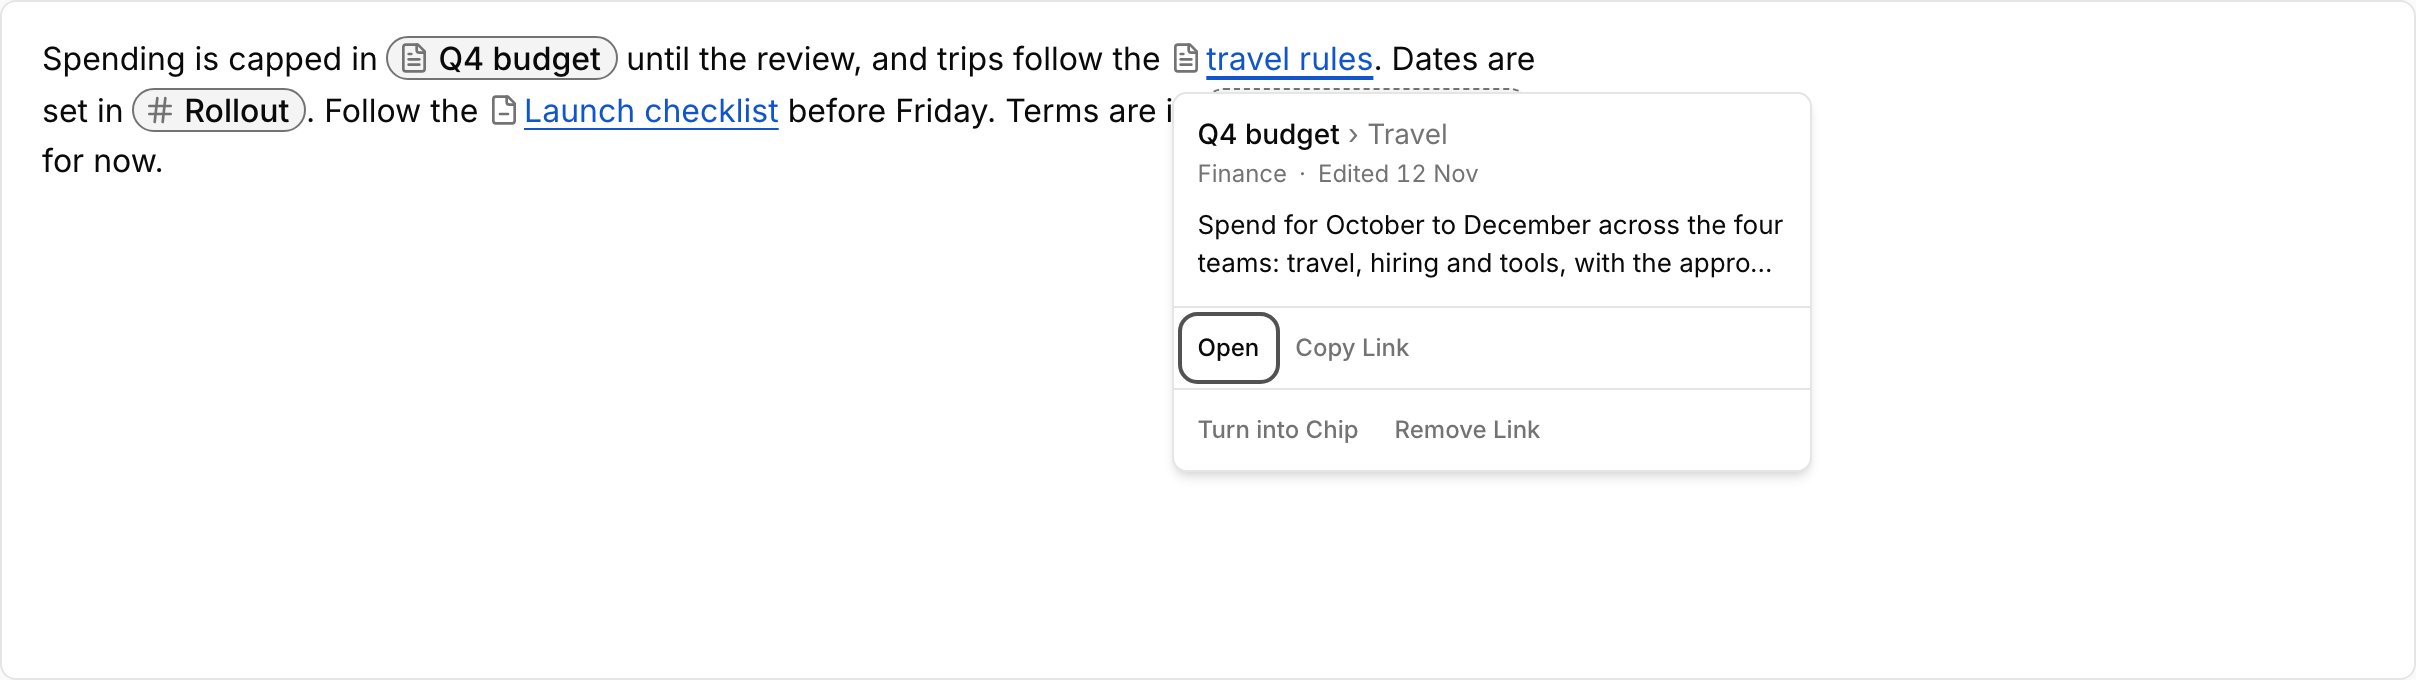 Spending is capped in Q4 budget until the review, and trips follow the travel rules. Dates are
set in # Rollout. Follow the Launch checklist before Friday. Terms are
for now.
Q4 budget › Travel
Finance · Edited 12 Nov
Spend for October to December across the four
teams: travel, hiring and tools, with the appro...
Open Copy Link
Turn into Chip Remove Link